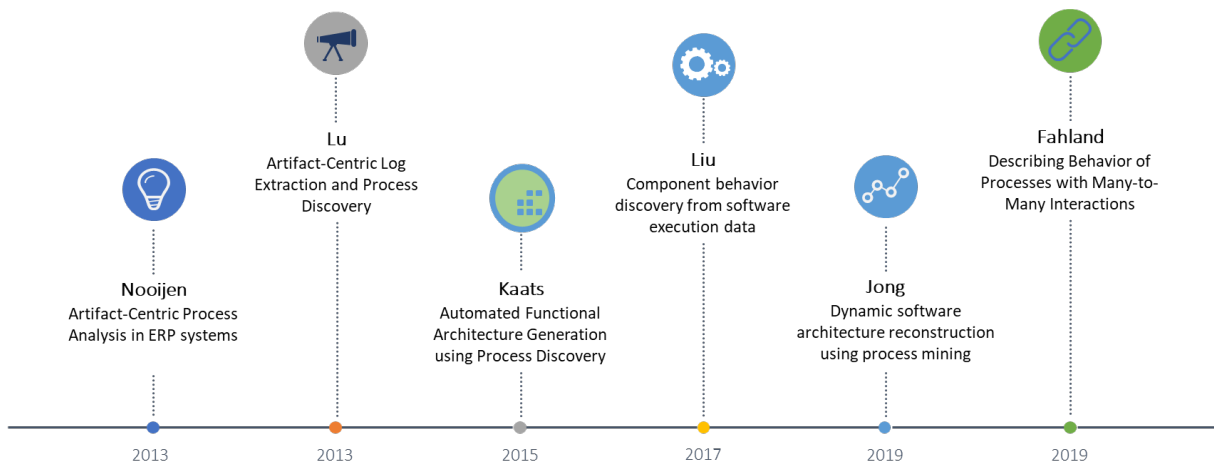 Nooijen
Artifact-Centric Process
Analysis in ERP systems
Lu
Artifact-Centric Log
Extraction and Process
Discovery
Kaats
Automated Functional
Architecture Generation
using Process Discovery
Liu
Component behavior
discovery from software
execution data
Jong
Dynamic software
architecture reconstruction
using process mining
Fahland
Describing Behavior of
Processes with Many-to-
Many Interactions
2013
2013
2015
2017
2019
2019